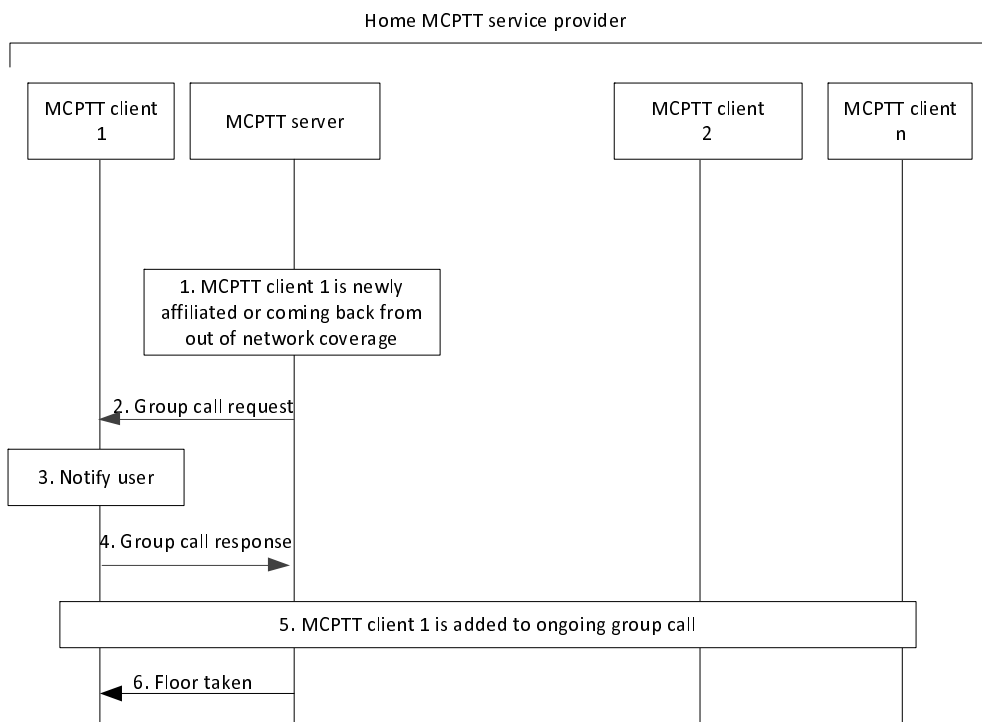 Home MCPTT service provider
MCPTT client
1
MCPTT server
MCPTT client
2
MCPTT client
n
1. MCPTT client 1 is newly
affiliated or coming back from
out of network coverage
2. Group call request
3. Notify user
4. Group call response
5. MCPTT client 1 is added to ongoing group call
6. Floor taken